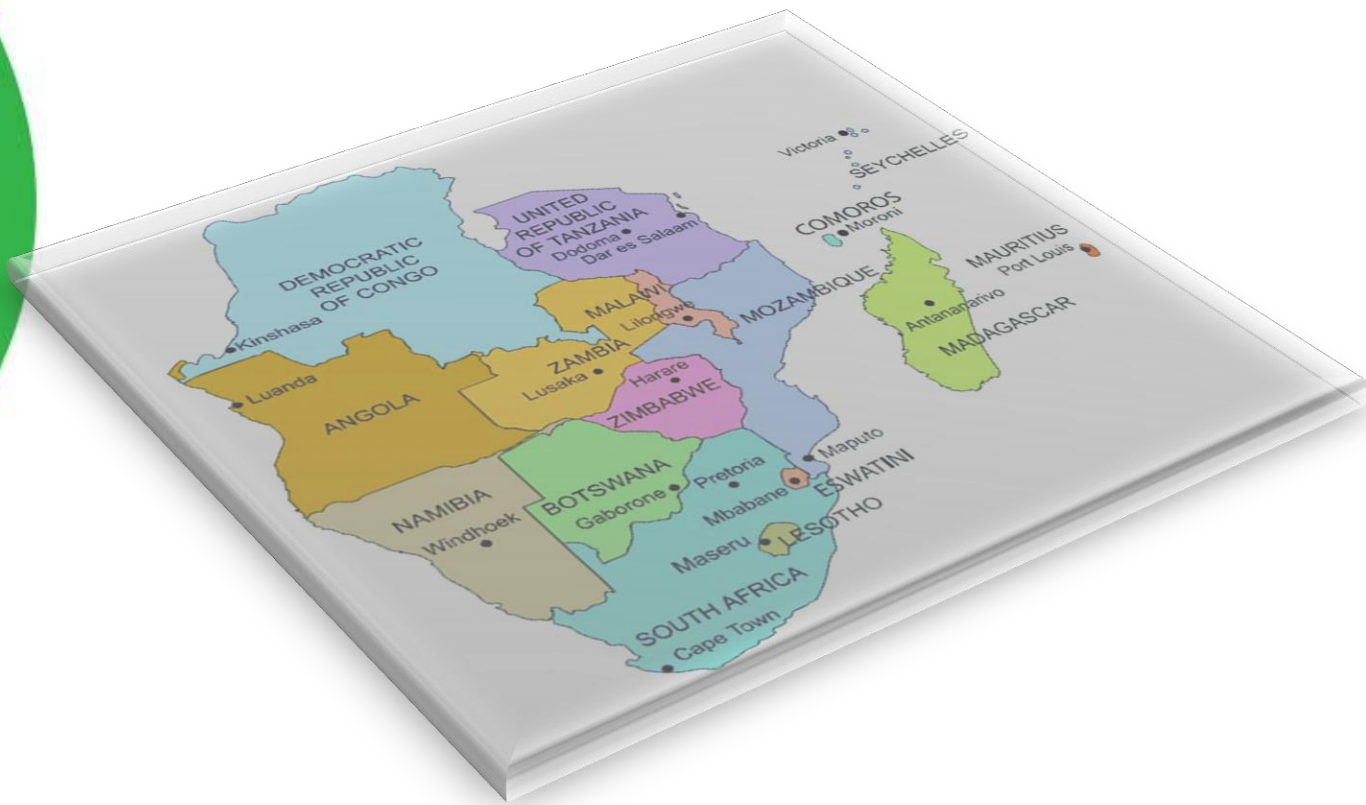 Victoria
SEYCHELLES
COMOROS
Moroni
MAURITIUS
Port Louis
Antananarivo
MADAGASCAR
UNITED
REPUBLIC
OF TANZANIA
Dodoma
Dar es Salaam
DEMOCRATIC
REPUBLIC
OF CONGO
Kinshasa
MALAWI
Lilongwe
MOZAMBIQUE
ZAMBIA
Lusaka
Harare
ZIMBABWE
Luanda
ANGOLA
NAMIBIA
Windhoek
BOTSWANA
Gaborone
Pretoria
Maputo
Mbabane
ESWATINI
Maseru
LESOTHO
SOUTH AFRICA
Cape Town